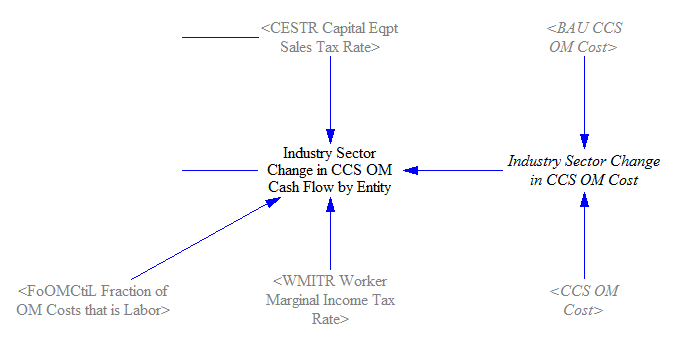 <CESTR Capital Eqpt
Sales Tax Rate>
<BAU CCS
OM Cost>
Industry Sector
Change in CCS OM
Cash Flow by Entity
Industry Sector Change
in CCS OM Cost
<FoOMCtiL Fraction of
OM Costs that is Labor>
<WMITR Worker
Marginal Income Tax
Rate>
<CCS OM
Cost>